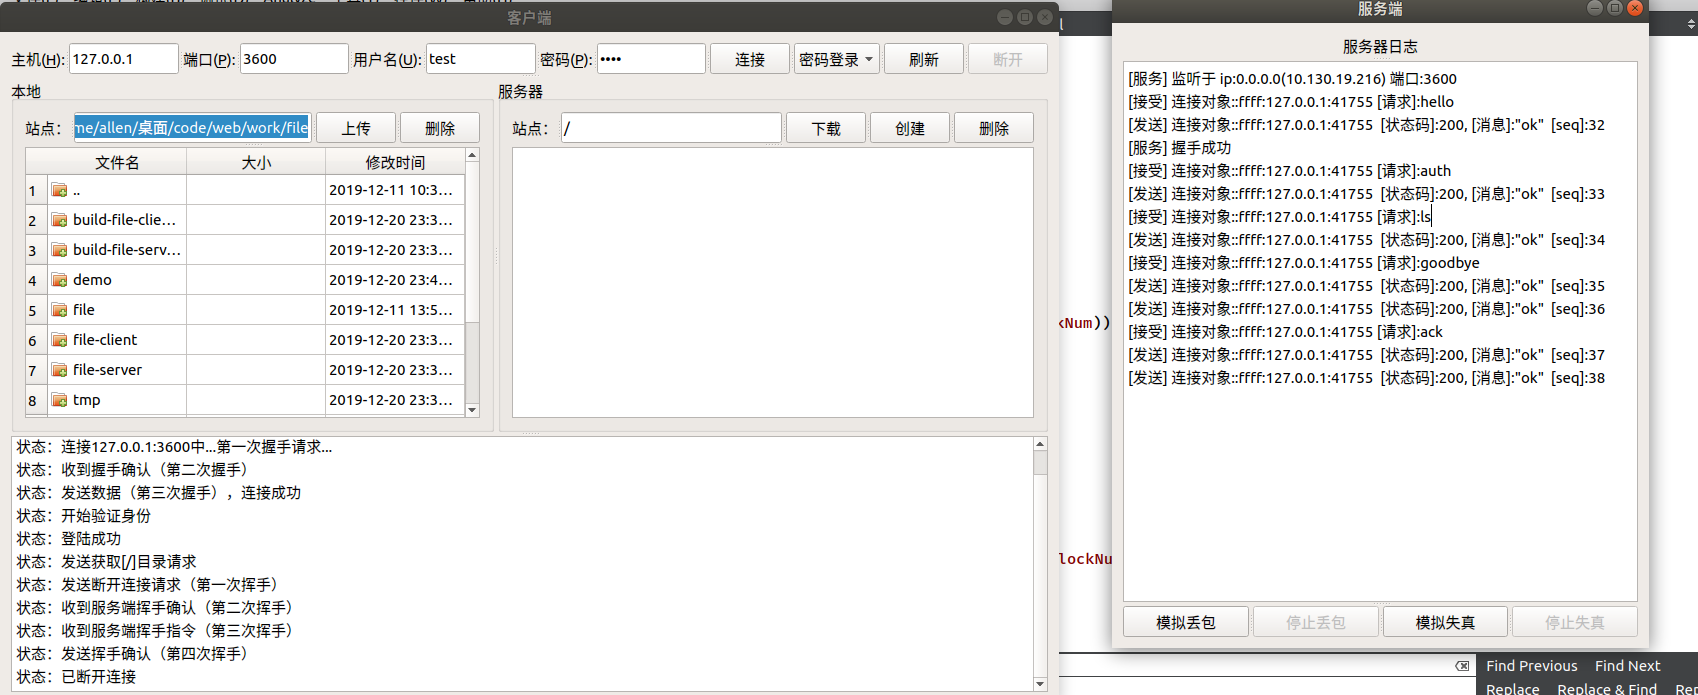 客户端
主机(H): 127.0.0.1 端口(P): 3600 用户名(U): test 密码(P): •••• 连接 密码登录 刷新 断开
本地
站点: me/allen/桌面/code/web/work/file 上传 删除
文件名 大小 修改时间
1 .. 2019-12-11 10:3...
2 build-file-clie... 2019-12-20 23:3...
3 build-file-serv... 2019-12-20 23:3...
4 demo 2019-12-20 23:4...
5 file 2019-12-11 13:5...
6 file-client 2019-12-20 23:3...
7 file-server 2019-12-20 23:3...
8 tmp 2019-12-20 23:3...
服务器
站点: / 下载 创建 删除
状态：连接127.0.0.1:3600中...第一次握手请求...
状态：收到握手确认（第二次握手）
状态：发送数据（第三次握手），连接成功
状态：开始验证身份
状态：登陆成功
状态：发送获取[/]目录请求
状态：发送断开连接请求（第一次挥手）
状态：收到服务端挥手确认（第二次挥手）
状态：收到服务端挥手指令（第三次挥手）
状态：发送挥手确认（第四次挥手）
状态：已断开连接
kNum))
lockNu
服务端
服务器日志
[服务] 监听于 ip:0.0.0.0(10.130.19.216) 端口:3600
[接受] 连接对象::ffff:127.0.0.1:41755 [请求]:hello
[发送] 连接对象::ffff:127.0.0.1:41755 [状态码]:200, [消息]:"ok" [seq]:32
[服务] 握手成功
[接受] 连接对象::ffff:127.0.0.1:41755 [请求]:auth
[发送] 连接对象::ffff:127.0.0.1:41755 [状态码]:200, [消息]:"ok" [seq]:33
[接受] 连接对象::ffff:127.0.0.1:41755 [请求]:ls
[发送] 连接对象::ffff:127.0.0.1:41755 [状态码]:200, [消息]:"ok" [seq]:34
[接受] 连接对象::ffff:127.0.0.1:41755 [请求]:goodbye
[发送] 连接对象::ffff:127.0.0.1:41755 [状态码]:200, [消息]:"ok" [seq]:35
[发送] 连接对象::ffff:127.0.0.1:41755 [状态码]:200, [消息]:"ok" [seq]:36
[接受] 连接对象::ffff:127.0.0.1:41755 [请求]:ack
[发送] 连接对象::ffff:127.0.0.1:41755 [状态码]:200, [消息]:"ok" [seq]:37
[发送] 连接对象::ffff:127.0.0.1:41755 [状态码]:200, [消息]:"ok" [seq]:38
模拟丢包 停止丢包 模拟失真 停止失真
Find Previous Find Next
Replace Replace & Find Rep